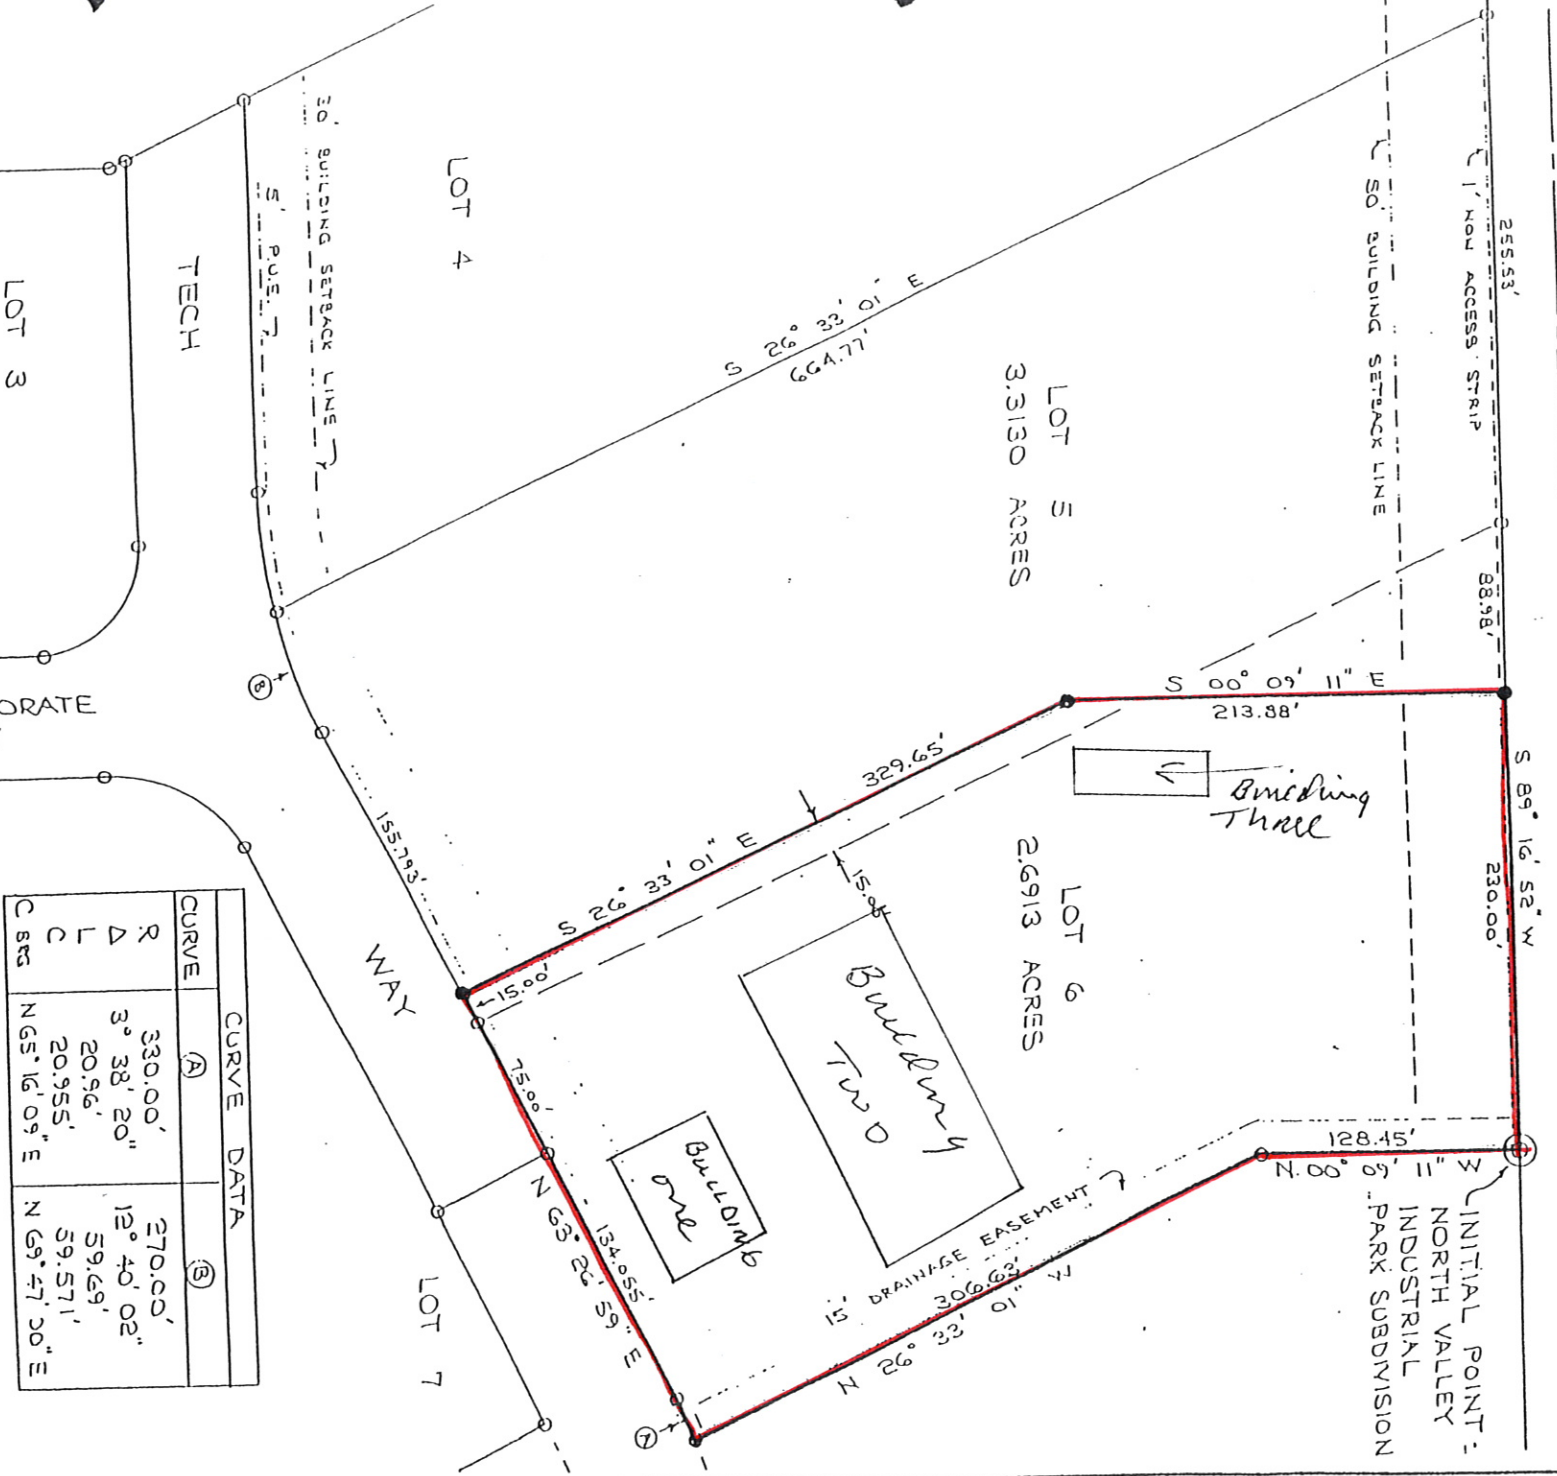 255.53'
1' NON ACCESS STRIP
50' BUILDING SETBACK LINE
88.98'
LOT 4
30' BUILDING SETBACK LINE
5' P.U.E.
TECH
LOT 3
S 26° 33' 01" E
664.77'
LOT 5
3.3130 ACRES
S 00° 09' 11" E
213.88'
S 89° 16' 52" W
230.00'
Building
Three
329.65'
S 26° 33' 01" E
15.00'
15.00'
LOT 6
2.6913 ACRES
Building
Two
BUILDING
one
128.45'
N. 00° 09' 11" W
INITIAL POINT:
NORTH VALLEY
INDUSTRIAL
PARK SUBDIVISION
15' DRAINAGE EASEMENT
306.63'
N 26° 33' 01" W
B
ORATE
155.793'
WAY
75.00'
134.055'
N 63° 26' 59" E
A
LOT 7
CURVE DATA
CURVE A B
R 330.00' 270.00'
Δ 3° 38' 20" 12° 40' 02"
L 20.96' 59.69'
C 20.955' 59.571'
C BRG N 65° 16' 09" E N 69° 47' 00" E